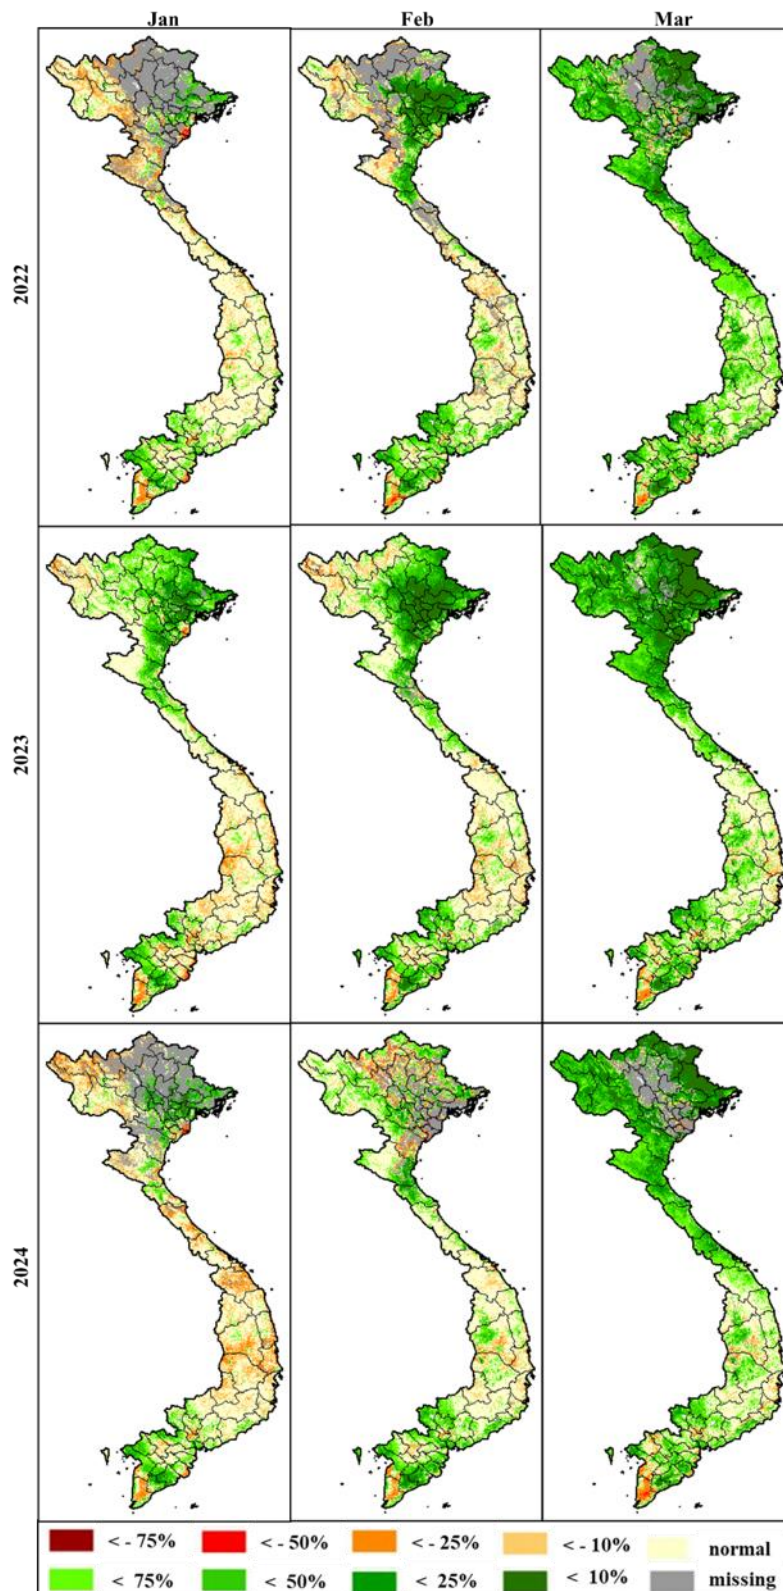 Jan Feb Mar
2022
2023
2024
< - 75% < - 50% < - 25% < - 10% normal
< 75% < 50% < 25% < 10% missing